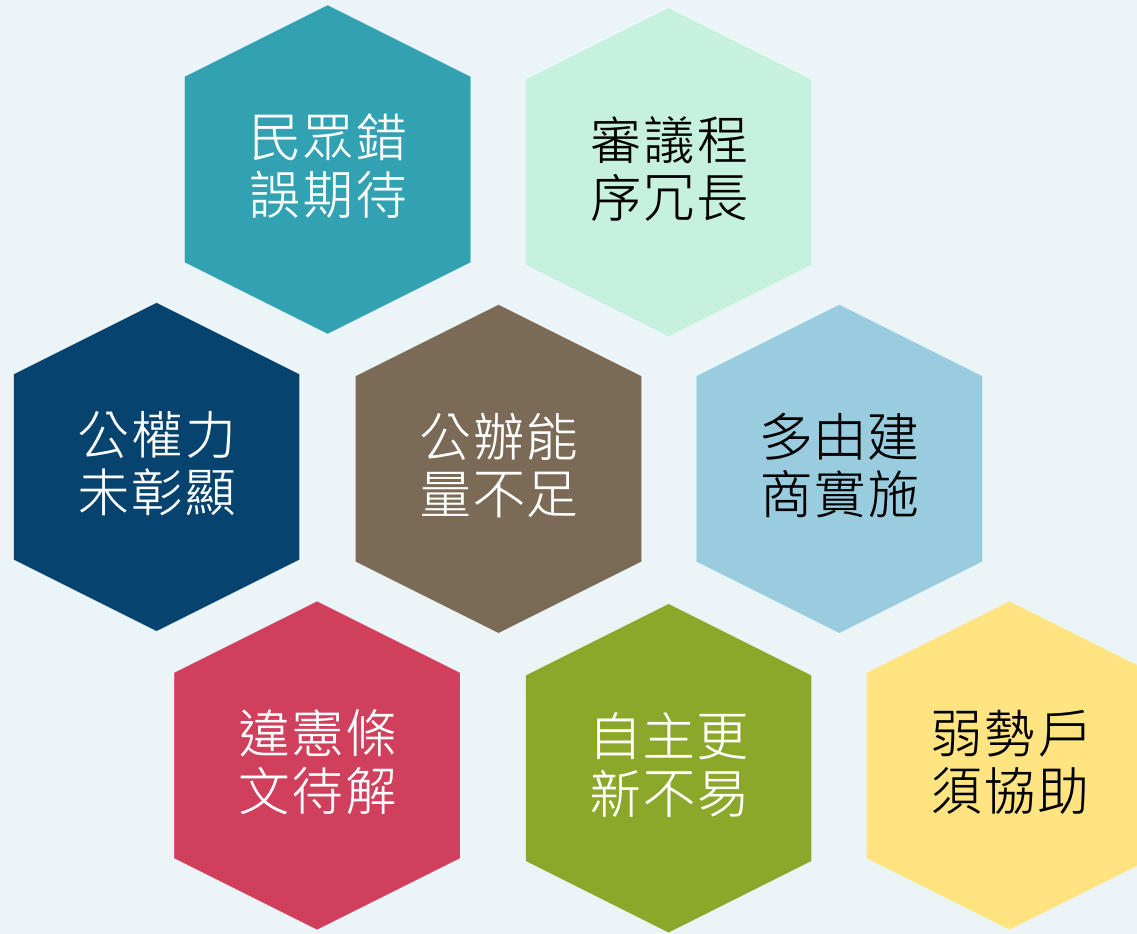 民眾錯
誤期待
審議程
序冗長
公權力
未彰顯
公辦能
量不足
多由建
商實施
違憲條
文待解
自主更
新不易
弱勢戶
須協助